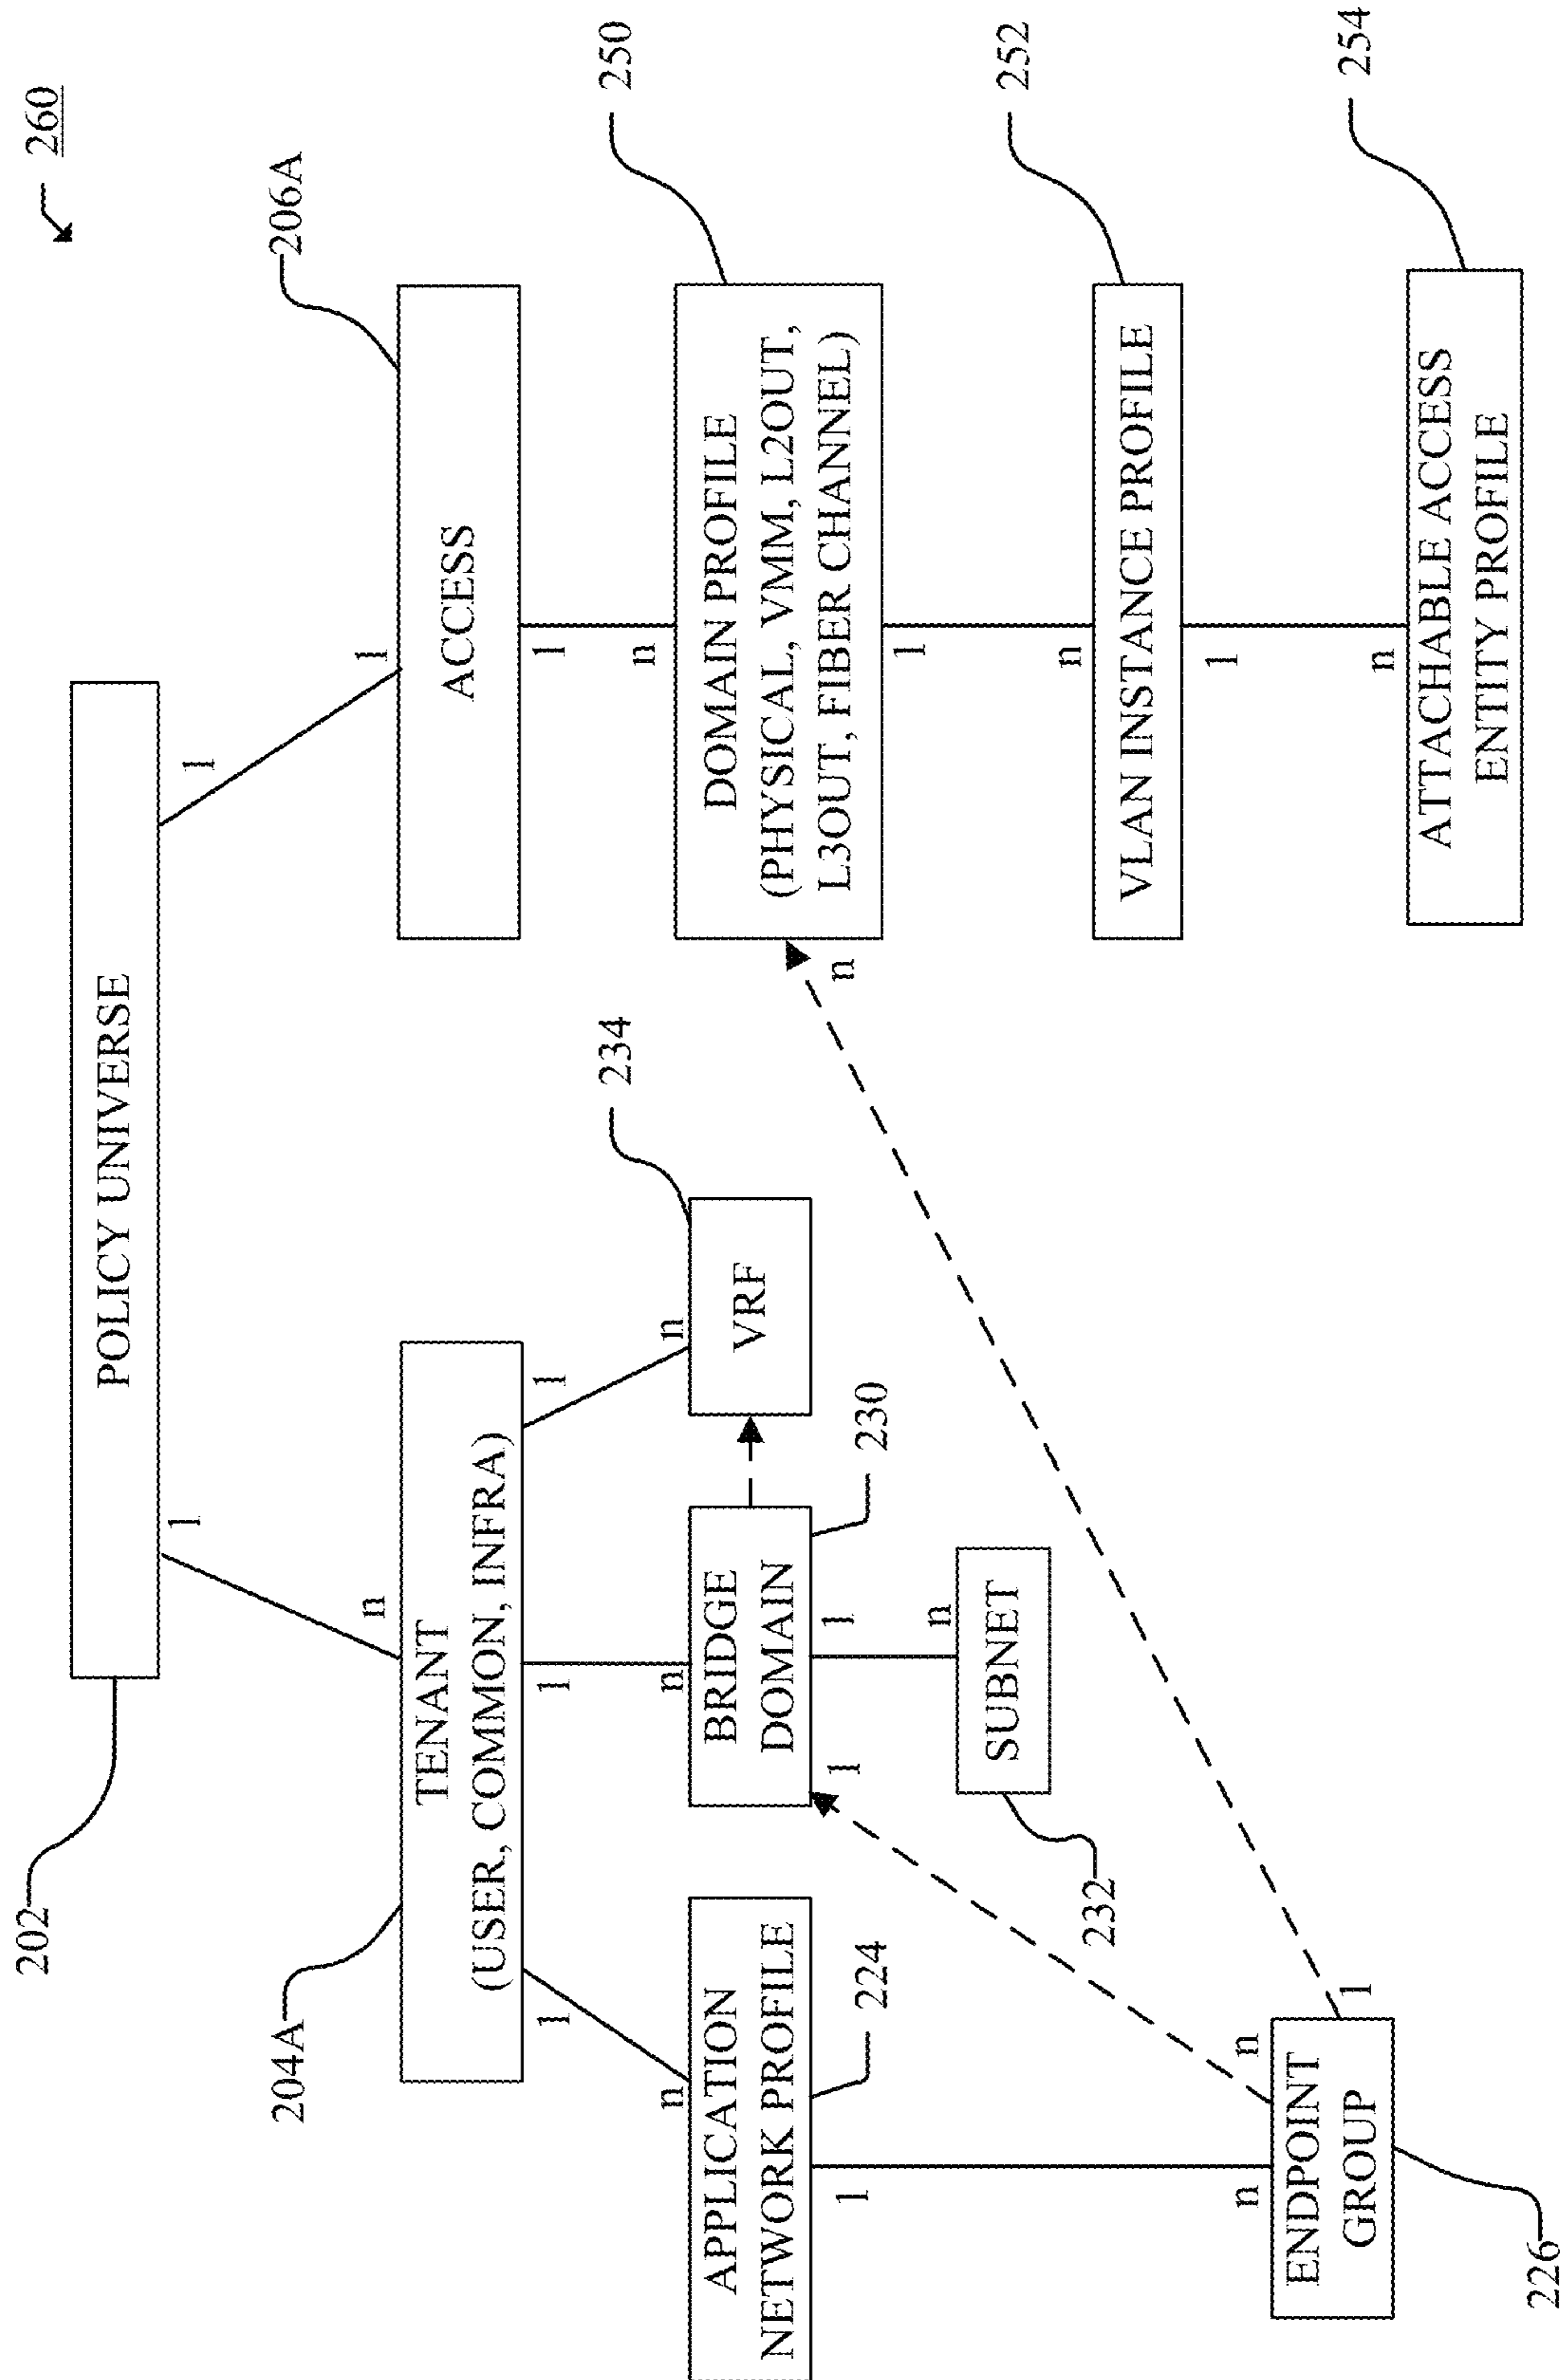 260
POLICY UNIVERSE
202
1
1
n
1
204A
TENANT
(USER, COMMON, INFRA)
206A
ACCESS
1
1
1
1
n
n
n
n
APPLICATION
NETWORK PROFILE
224
BRIDGE
DOMAIN
230
VRF
234
DOMAIN PROFILE
(PHYSICAL, VMM, L2OUT,
L3OUT, FIBER CHANNEL)
250
1
1
1
n
1
n
SUBNET
232
n
VLAN INSTANCE PROFILE
252
1
n
n
n
1
ENDPOINT
GROUP
226
ATTACHABLE ACCESS
ENTITY PROFILE
254